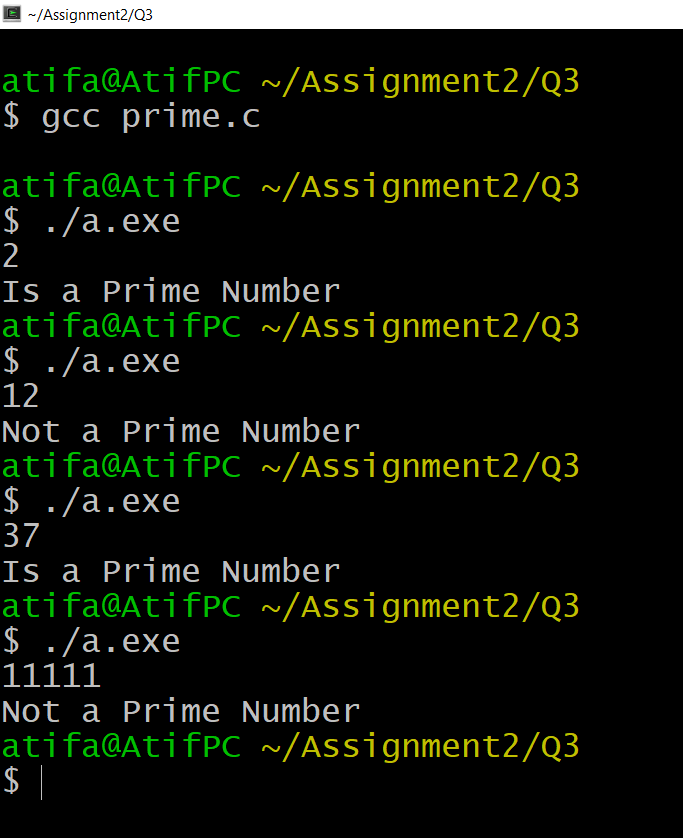 ~/Assignment2/Q3
atifa@AtifPC ~/Assignment2/Q3
$ gcc prime.c
atifa@AtifPC ~/Assignment2/Q3
$ ./a.exe
2
Is a Prime Number
atifa@AtifPC ~/Assignment2/Q3
$ ./a.exe
12
Not a Prime Number
atifa@AtifPC ~/Assignment2/Q3
$ ./a.exe
37
Is a Prime Number
atifa@AtifPC ~/Assignment2/Q3
$ ./a.exe
11111
Not a Prime Number
atifa@AtifPC ~/Assignment2/Q3
$